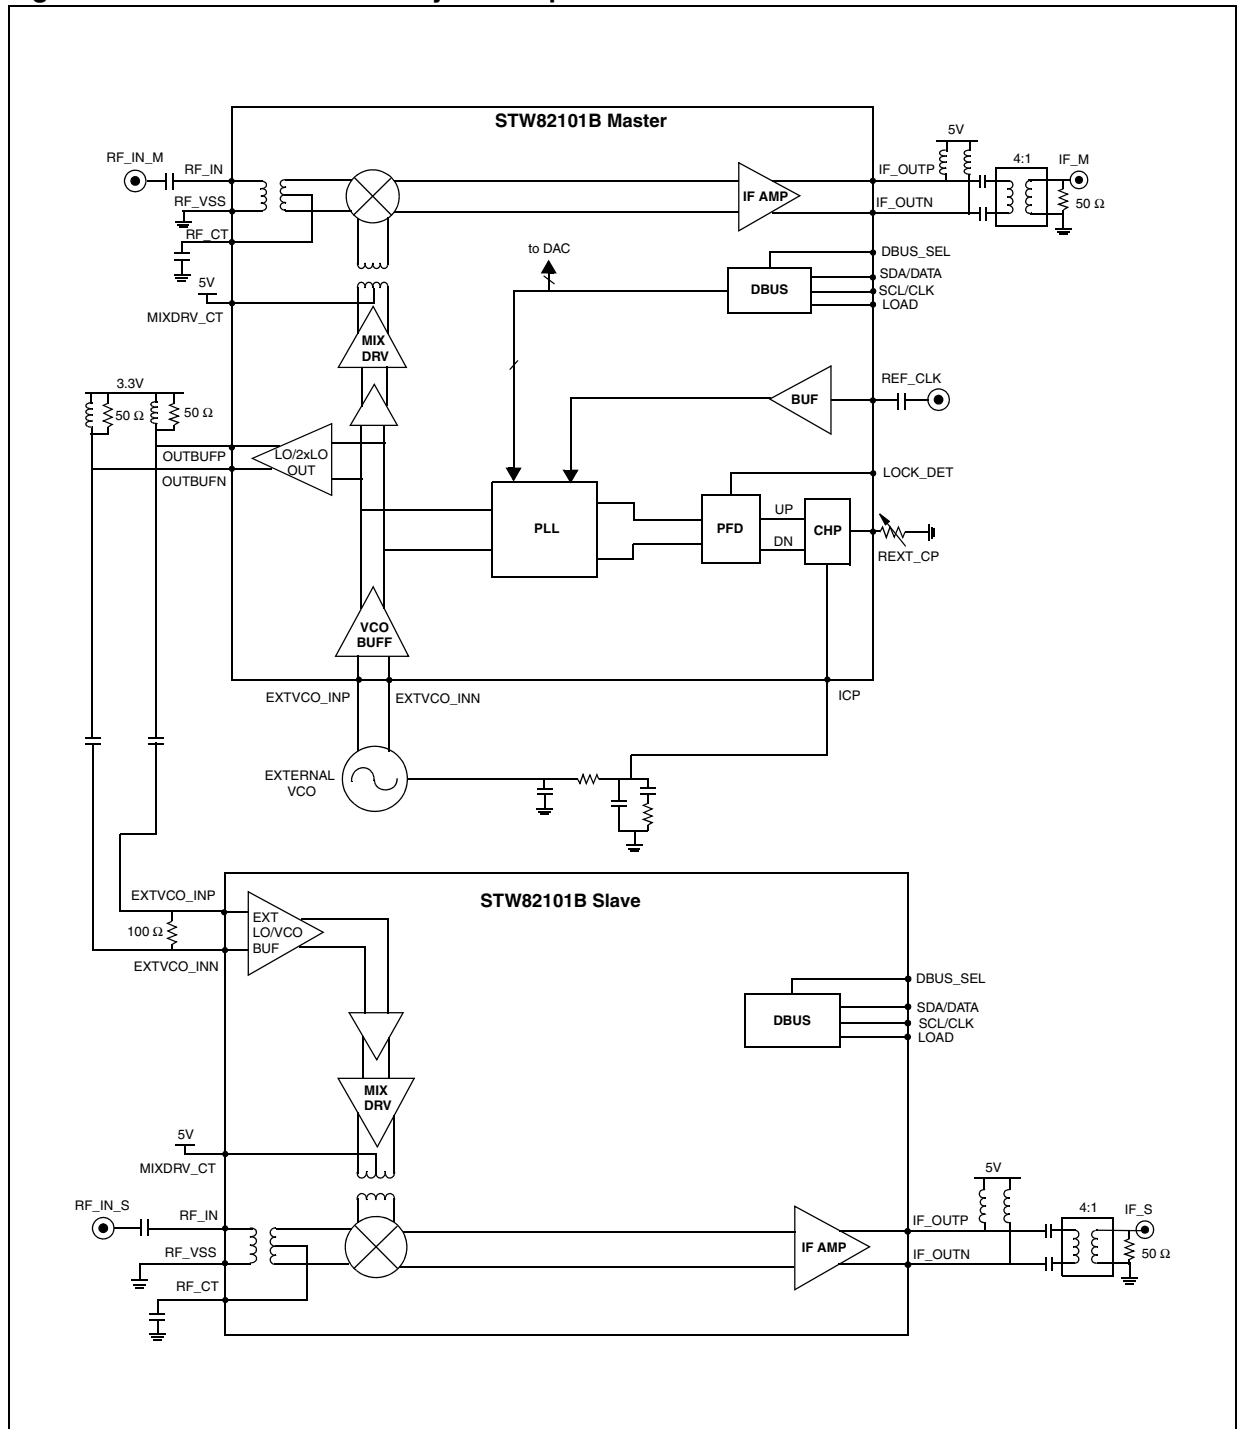 STW82101B Master
5V
RF_IN_M
RF_IN
IF_OUTP
4:1
IF_M
RF_VSS
IF AMP
50 Ω
IF_OUTN
RF_CT
to DAC
DBUS_SEL
SDA/DATA
5V
DBUS
SCL/CLK
LOAD
MIXDRV_CT
MIX
DRV
3.3V
REF_CLK
BUF
50 Ω
50 Ω
OUTBUFP
LO/2xLO
OUT
OUTBUFN
LOCK_DET
PLL
PFD
UP
DN
CHP
REXT_CP
VCO
BUFF
EXTVCO_INP
EXTVCO_INN
ICP
EXTERNAL
VCO
STW82101B Slave
EXTVCO_INP
EXT
LO/VCO
BUF
100 Ω
EXTVCO_INN
DBUS_SEL
SDA/DATA
DBUS
SCL/CLK
LOAD
MIX
DRV
5V
MIXDRV_CT
5V
RF_IN_S
RF_IN
IF_OUTP
4:1
IF_S
RF_VSS
IF AMP
50 Ω
IF_OUTN
RF_CT